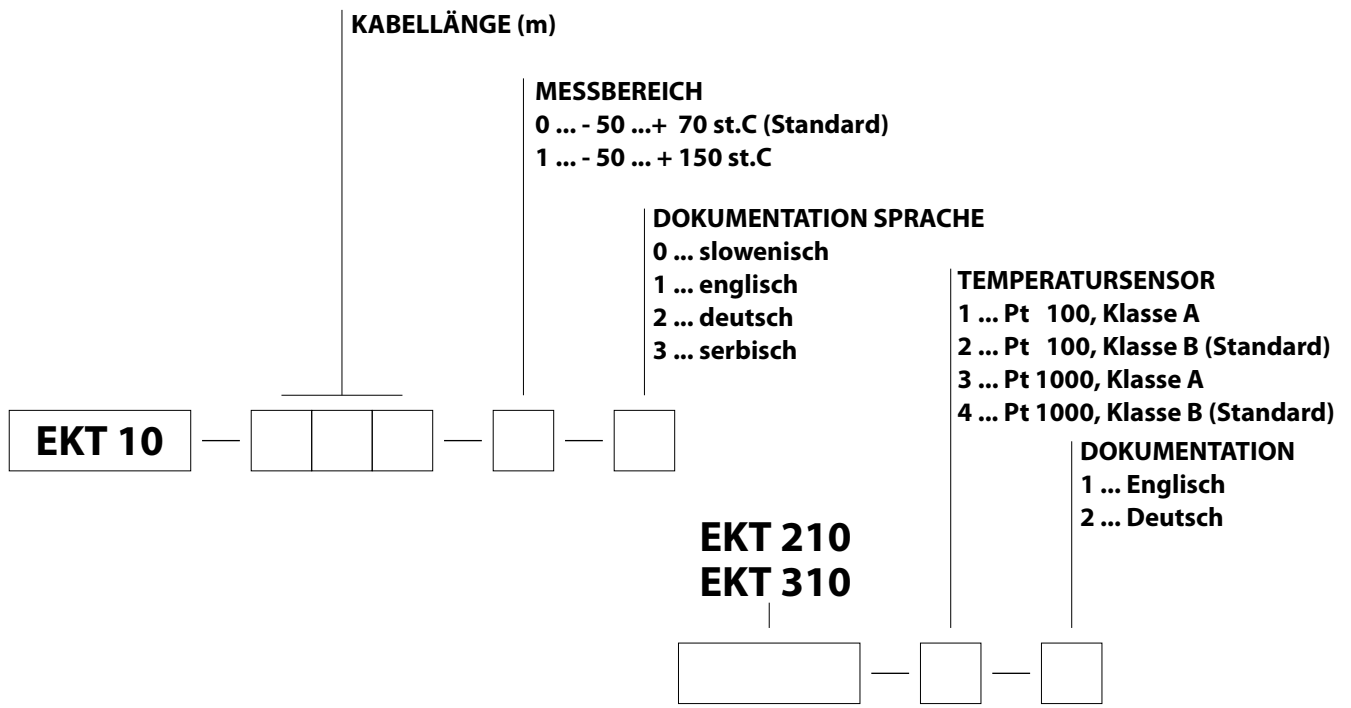 KABELLÄNGE (m)
MESSBEREICH
0 ... - 50 ...+ 70 st.C (Standard)
1 ... - 50 ... + 150 st.C
DOKUMENTATION SPRACHE
0 ... slowenisch
1 ... englisch
2 ... deutsch
3 ... serbisch
TEMPERATURSENSOR
1 ... Pt 100, Klasse A
2 ... Pt 100, Klasse B (Standard)
3 ... Pt 1000, Klasse A
4 ... Pt 1000, Klasse B (Standard)
EKT 10
DOKUMENTATION
1 ... Englisch
2 ... Deutsch
EKT 210
EKT 310